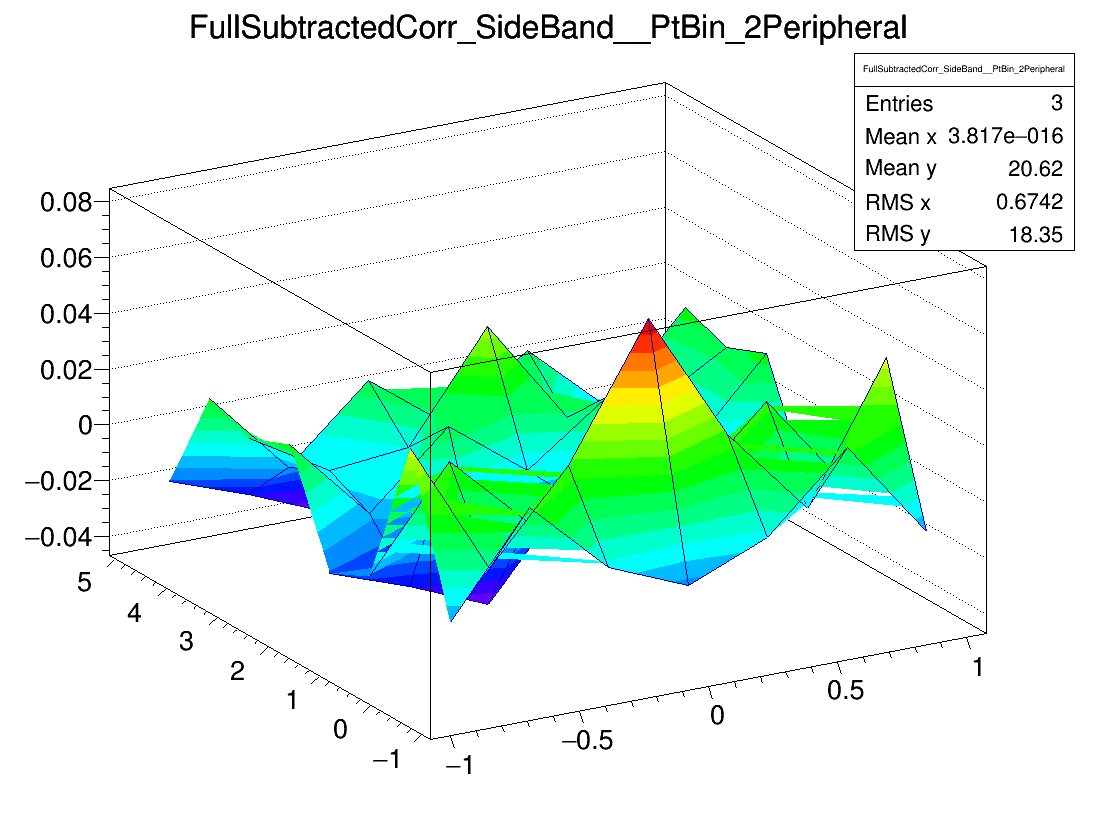 FullSubtractedCorr_SideBand__PtBin_2Peripheral
FullSubtractedCorr_SideBand__PtBin_2Peripheral
Entries 3
Mean x 3.817e−016
Mean y 20.62
RMS x 0.6742
RMS y 18.35
0.08
0.06
0.04
0.02
0
−0.02
−0.04
5
4
3
2
1
0
−1
−1
−0.5
0
0.5
1